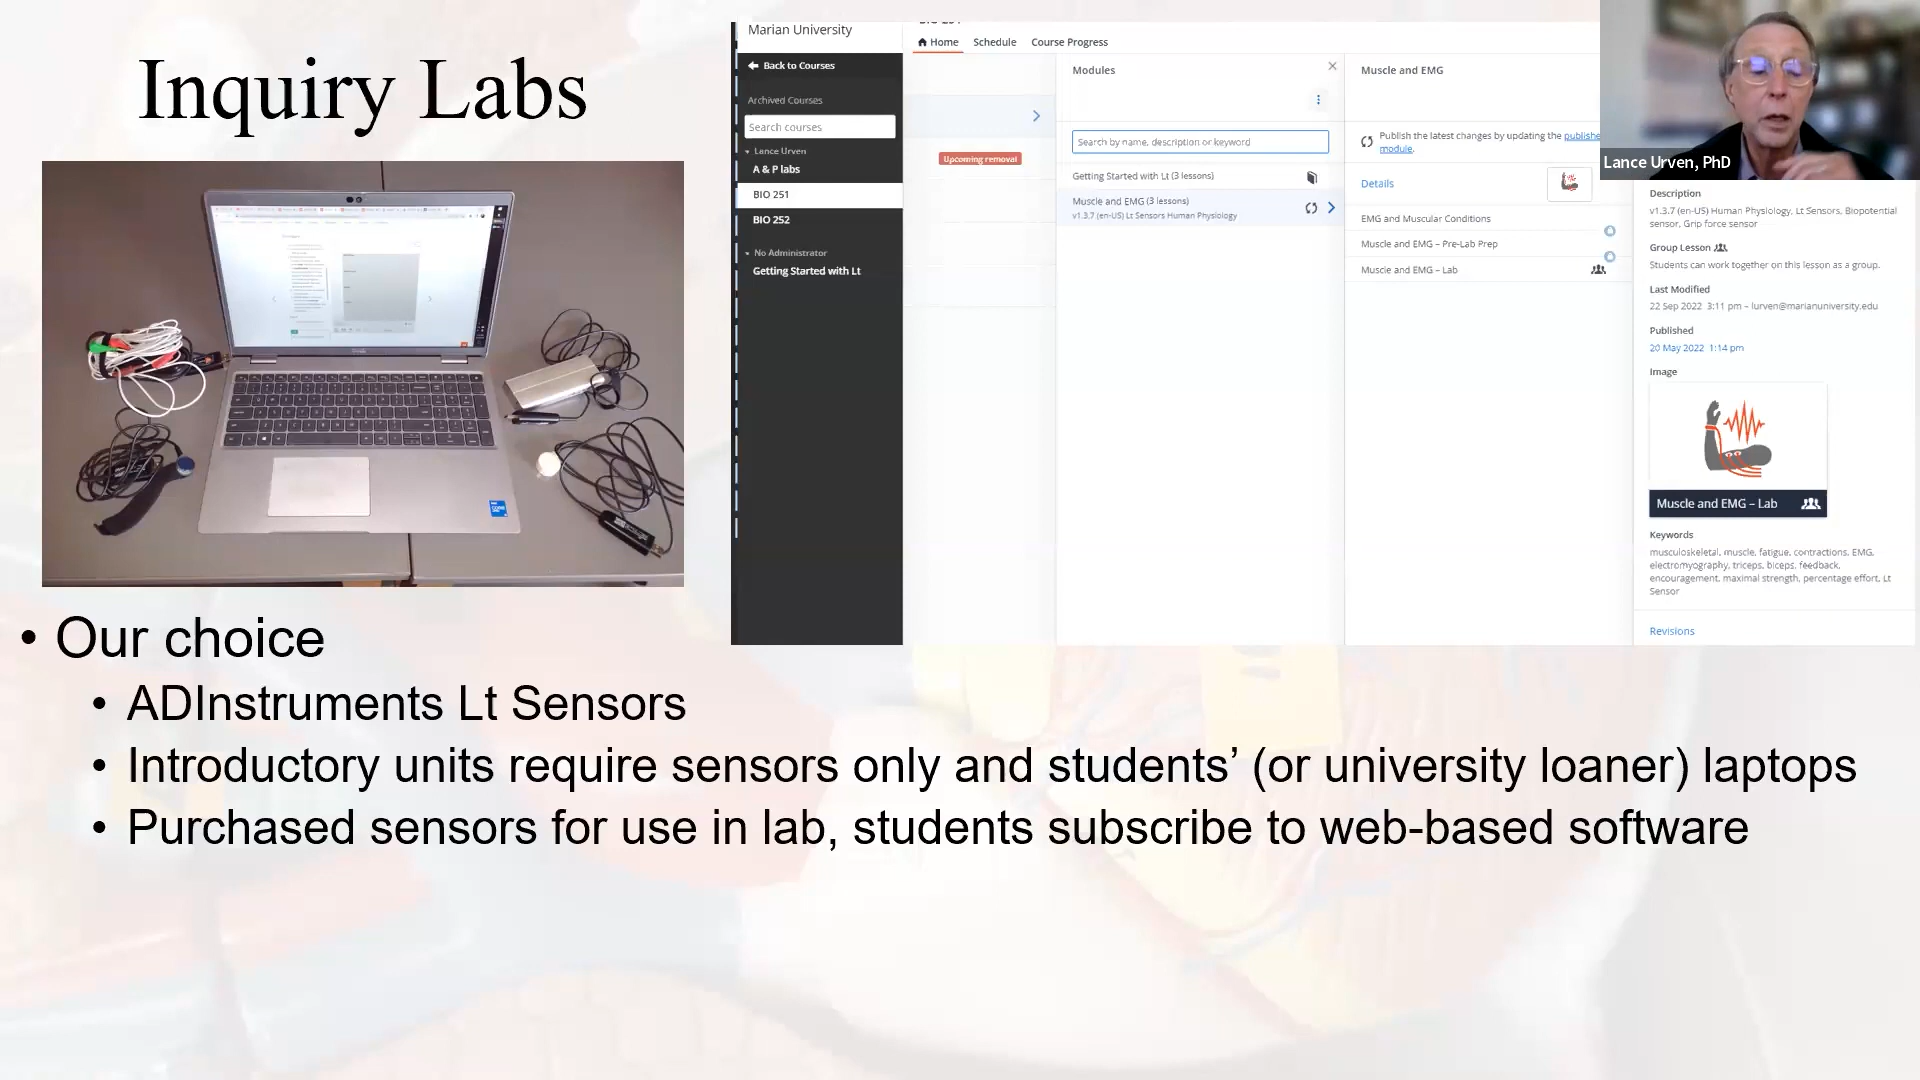 Inquiry Labs
Marian University
Home Schedule Course Progress
Back to Courses
Archived Courses
Search courses
Lance Urven
A & P labs
BIO 251
BIO 252
No Administrator
Getting Started with Lt
Upcoming removal
Modules
Search by name, description or keyword
Getting Started with Lt (3 lessons)
Muscle and EMG (3 lessons)
v1.3.7 (en-US) Lt Sensors Human Physiology
Muscle and EMG
Publish the latest changes by updating the publishe
module.
Details
EMG and Muscular Conditions
Muscle and EMG – Pre-Lab Prep
Muscle and EMG – Lab
Lance Urven, PhD
Description
v1.3.7 (en-US) Human Physiology, Lt Sensors, Biopotential
sensor, Grip force sensor
Group Lesson
Students can work together on this lesson as a group.
Last Modified
22 Sep 2022 3:11 pm – lurven@marianuniversity.edu
Published
20 May 2022 1:14 pm
Image
Muscle and EMG – Lab
Keywords
musculoskeletal, muscle, fatigue, contractions, EMG,
electromyography, triceps, biceps, feedback,
encouragement, maximal strength, percentage effort, Lt
Sensor
Revisions
• Our choice
• ADInstruments Lt Sensors
• Introductory units require sensors only and students’ (or university loaner) laptops
• Purchased sensors for use in lab, students subscribe to web-based software